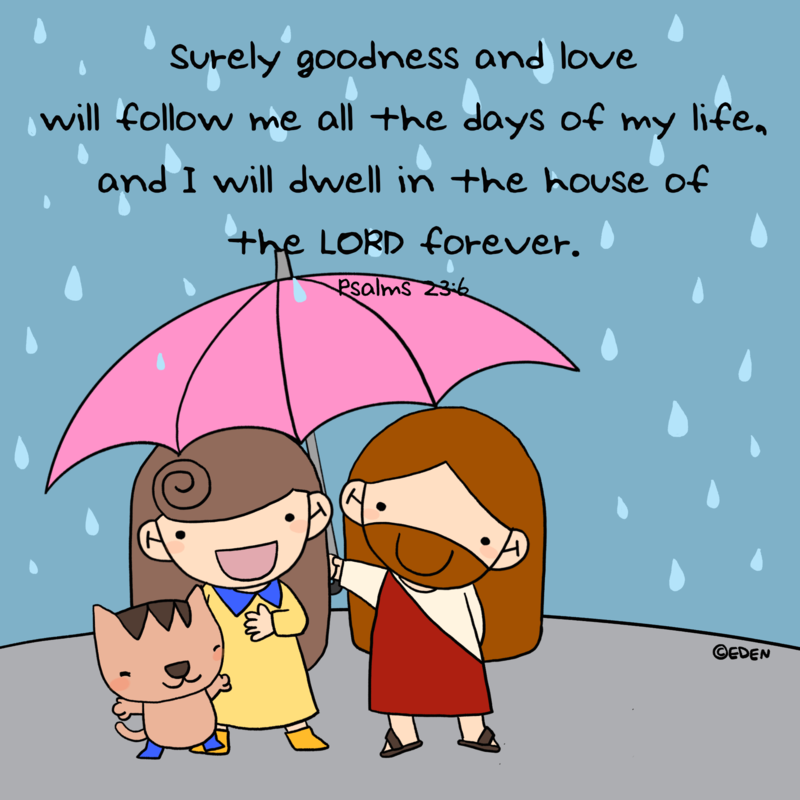 Surely goodness and love
will follow me all the days of my life,
and I will dwell in the house of
the LORD forever.
Psalms 23:6
©EDEN